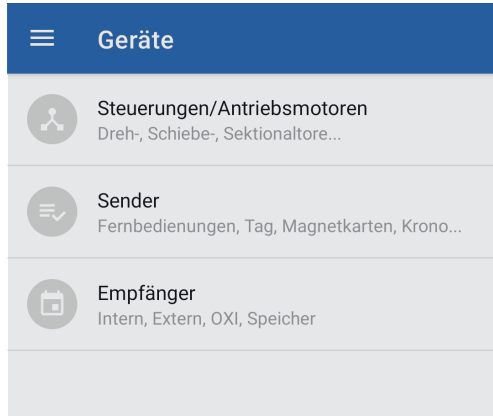 Geräte
Steuerungen/Antriebsmotoren
Dreh-, Schiebe-, Sektionaltore...
Sender
Fernbedienungen, Tag, Magnetkarten, Krono...
Empfänger
Intern, Extern, OXI, Speicher